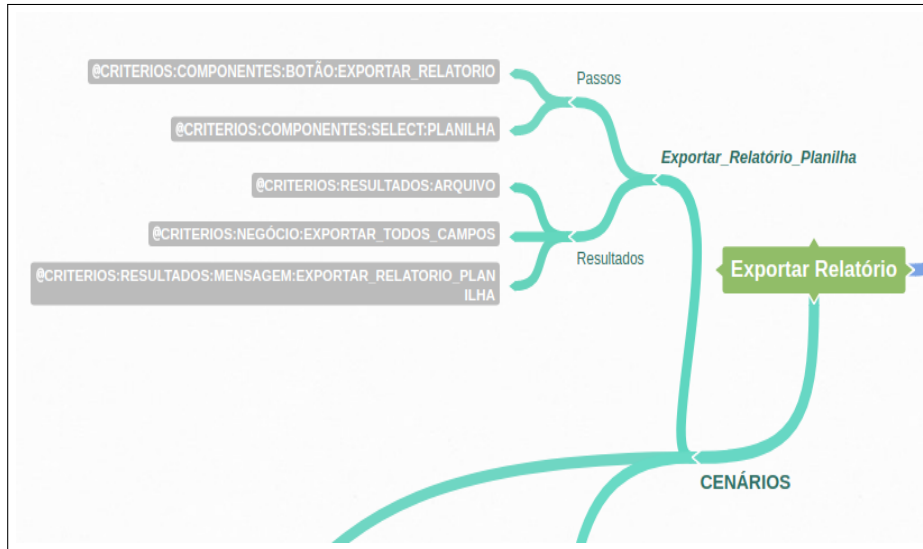 @CRITERIOS:COMPONENTES:BOTÃO:EXPORTAR_RELATORIO
Passos
@CRITERIOS:COMPONENTES:SELECT:PLANILHA
Exportar_Relatório_Planilha
@CRITERIOS:RESULTADOS:ARQUIVO
@CRITERIOS:NEGÓCIO:EXPORTAR_TODOS_CAMPOS
Resultados
@CRITERIOS:RESULTADOS:MENSAGEM:EXPORTAR_RELATORIO_PLAN
ILHA
Exportar Relatório
CENÁRIOS